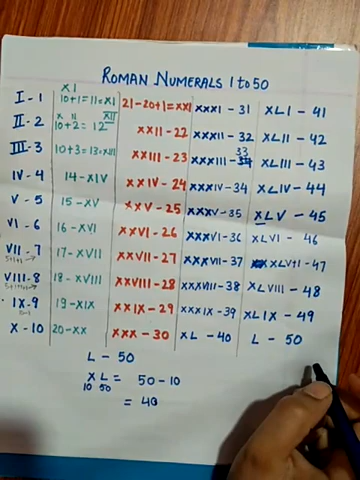 ROMAN NUMERALS 1 to 50
I - 1
II - 2
III - 3
IV - 4
V - 5
VI - 6
VII - 7
5+1+1
VIII - 8
IX - 9
X - 10
XI
10+1=11=XI
X II
10+2=12 XII
10+3=13=XIII
14-XIV
15-XV
16-XVI
17-XVII
18-XVIII
19-XIX
20-XX
21-20+1=XXI
XXII-22
XXIII-23
XXIV-24
XXV-25
XXVI-26
XXVII-27
XXVIII-28
XXIX-29
XXX-30
XXXI-31
XXXII-32
33
XXXIII-34
XXXIV-34
XXXV-35
XXXVI-36
XXXVII-37
XXXVIII-38
XXXIX-39
XL-40
XLI-41
XLII-42
XLIII-43
XLIV-44
XLV-45
XLVI-46
XLVII-47
XLVIII-48
XLIX-49
L-50
L-50
XL = 50-10
10 50
= 40